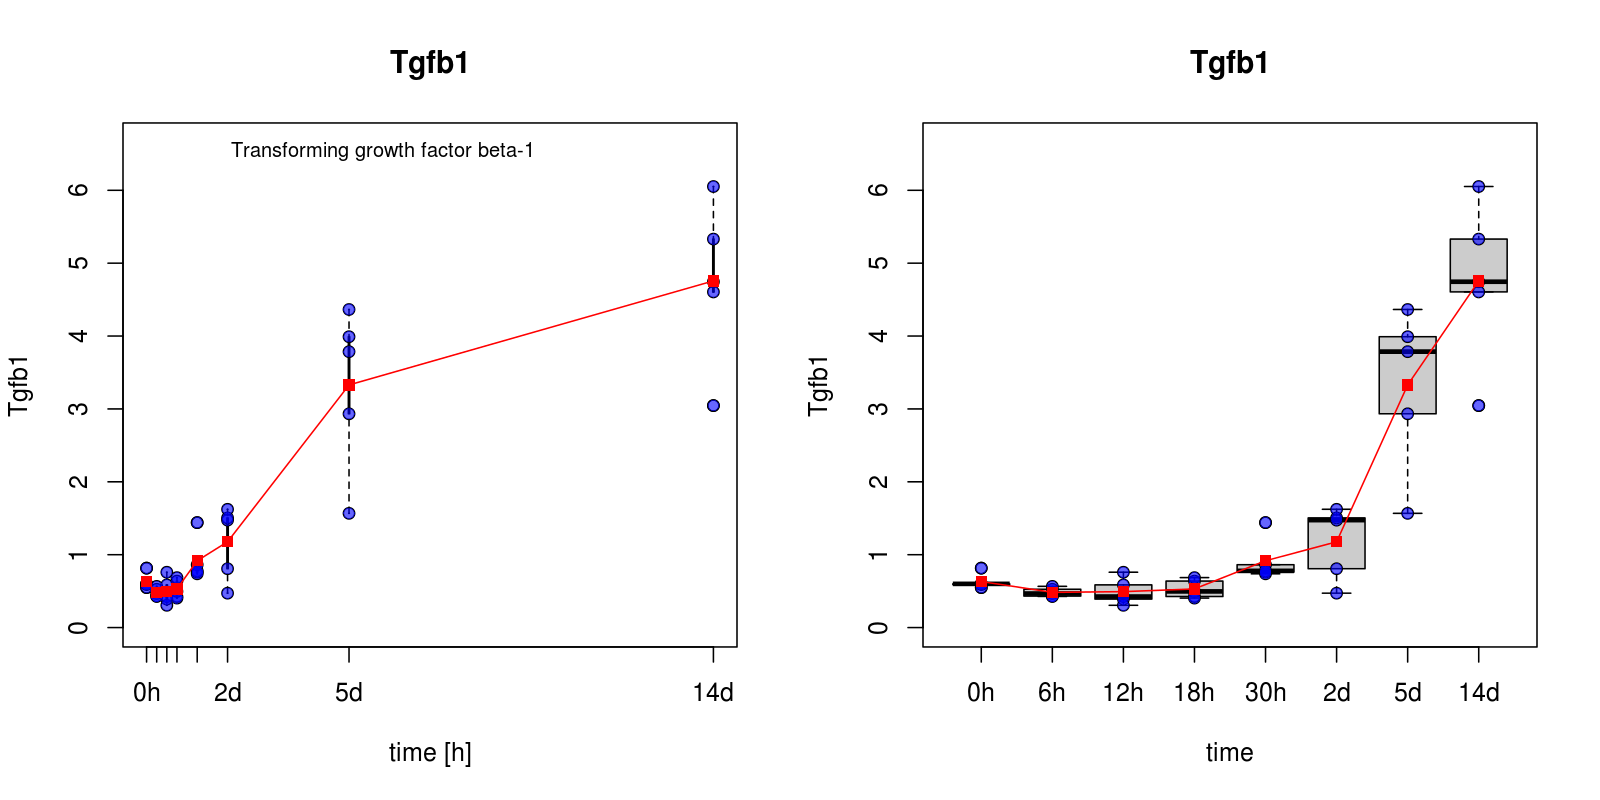 Tgfb1
Transforming growth factor beta-1
Tgfb1
0 1 2 3 4 5 6
0h 2d 5d 14d
time [h]
Tgfb1
Tgfb1
0 1 2 3 4 5 6
0h 6h 12h 18h 30h 2d 5d 14d
time